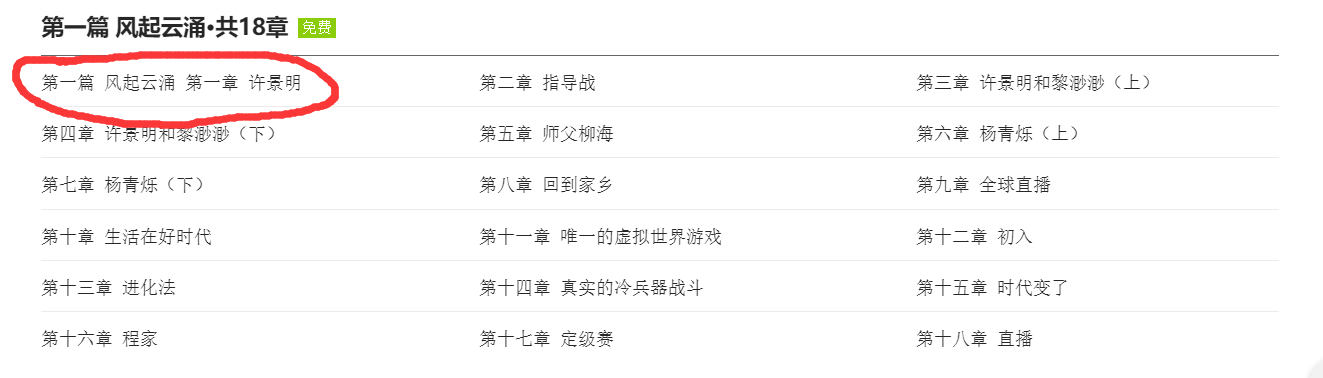 第一篇 风起云涌•共18章 免费
第一篇 风起云涌 第一章 许景明 第二章 指导战 第三章 许景明和黎渺渺（上）
第四章 许景明和黎渺渺（下） 第五章 师父柳海 第六章 杨青烁（上）
第七章 杨青烁（下） 第八章 回到家乡 第九章 全球直播
第十章 生活在好时代 第十一章 唯一的虚拟世界游戏 第十二章 初入
第十三章 进化法 第十四章 真实的冷兵器战斗 第十五章 时代变了
第十六章 程家 第十七章 定级赛 第十八章 直播